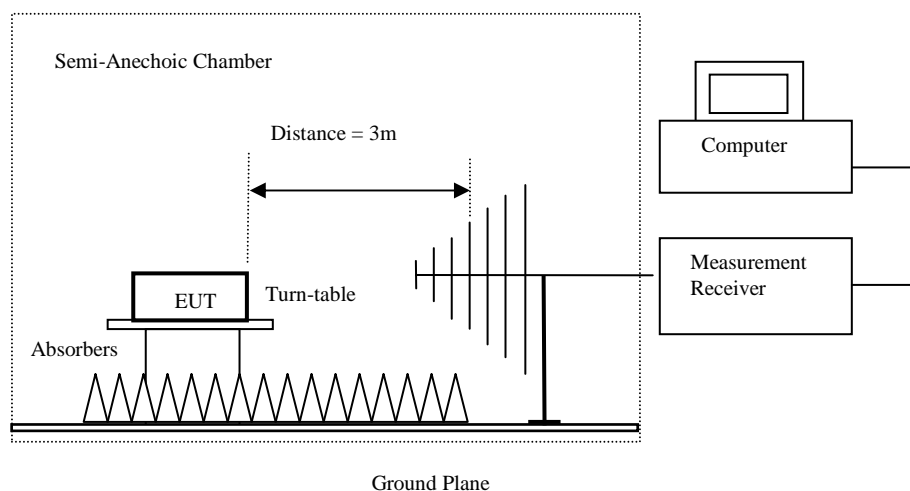 Semi-Anechoic Chamber
Distance = 3m
Computer
Measurement
Receiver
EUT
Turn-table
Absorbers
Ground Plane